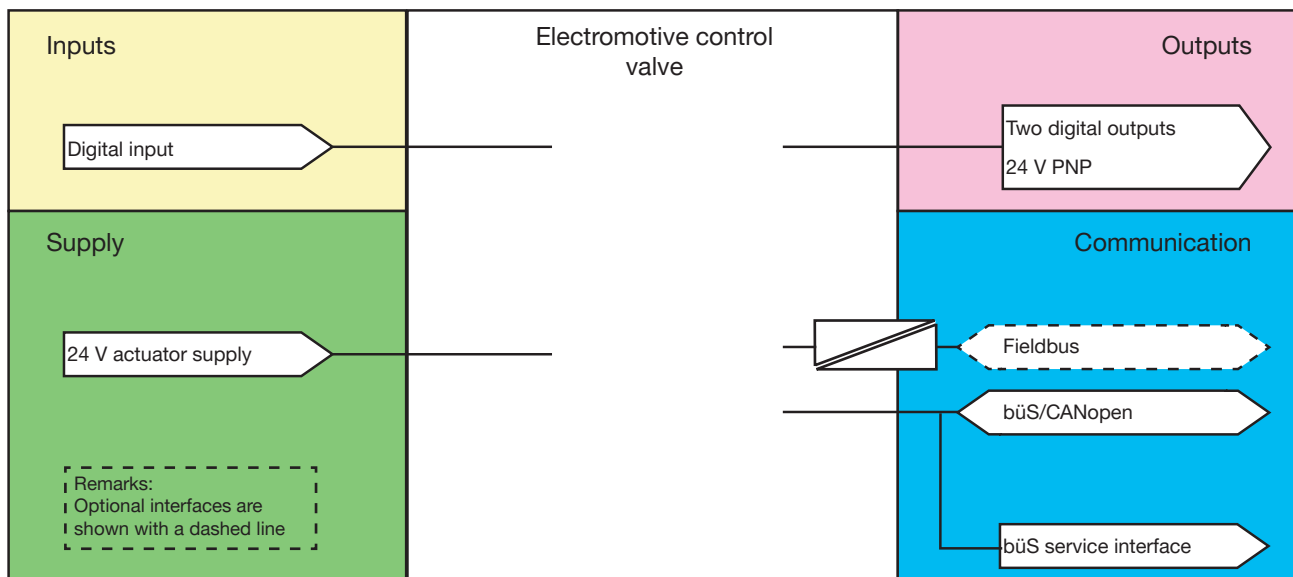 Inputs
Electromotive control
valve
Outputs
Digital input
Two digital outputs
24 V PNP
Supply
Communication
24 V actuator supply
Fieldbus
büS/CANopen
Remarks:
Optional interfaces are
shown with a dashed line
büS service interface